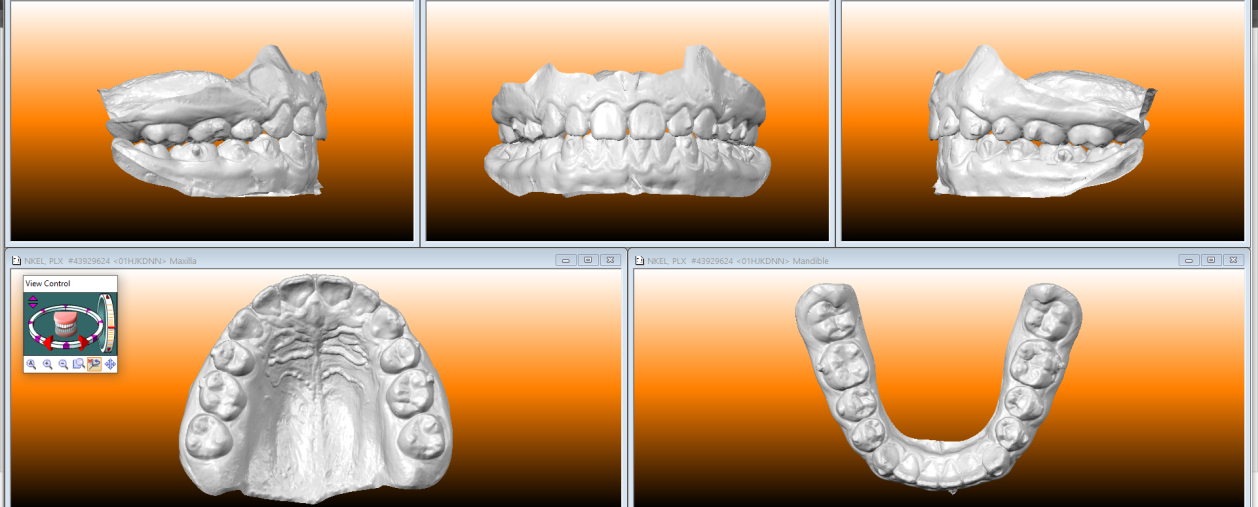 NKEL, PLX #43929624 <01HJKDNN> Maxilla
NKEL, PLX #43929624 <01HJKDNN> Mandible
View Control